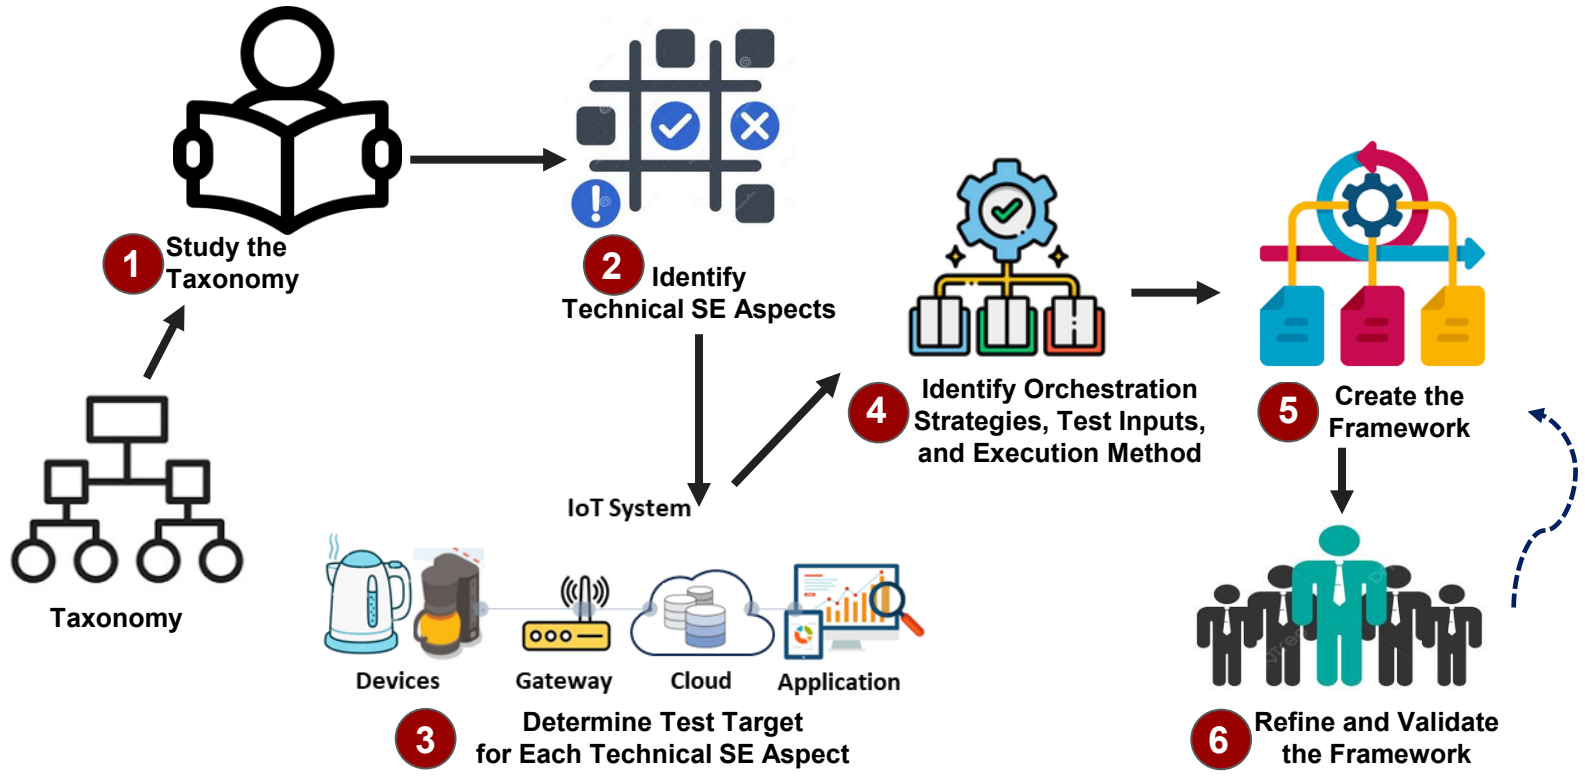 1
Study the
Taxonomy
Taxonomy
2
Identify
Technical SE Aspects
IoT System
Devices
Gateway
Cloud
Application
3
Determine Test Target
for Each Technical SE Aspect
4
Identify Orchestration
Strategies, Test Inputs,
and Execution Method
5
Create the
Framework
6
Refine and Validate
the Framework